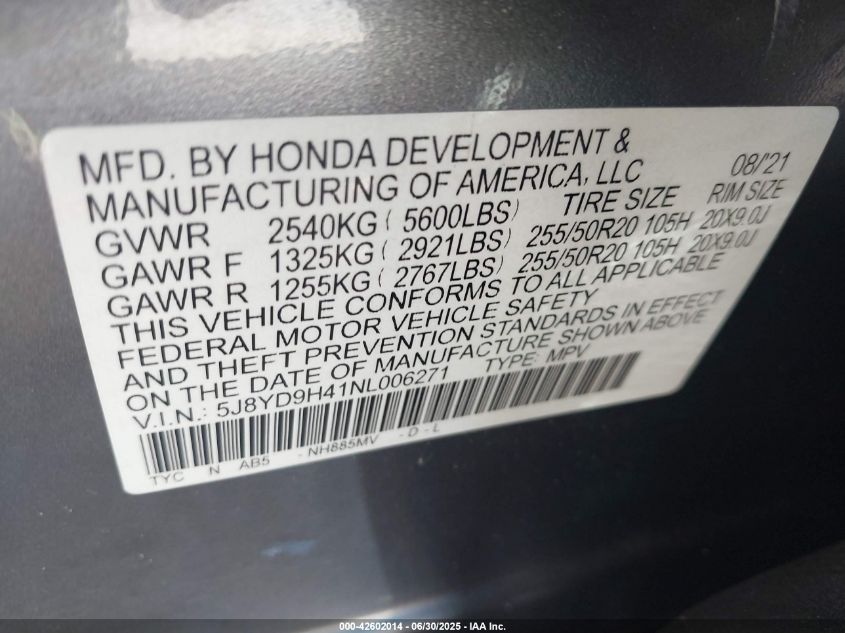 MFD. BY HONDA DEVELOPMENT &
MANUFACTURING OF AMERICA, LLC 08/'21
GVWR 2540KG ( 5600LBS) TIRE SIZE RIM SIZE
GAWR F 1325KG ( 2921LBS) 255/50R20 105H 20X9.0J
GAWR R 1255KG ( 2767LBS) 255/50R20 105H 20X9.0J
THIS VEHICLE CONFORMS TO ALL APPLICABLE
FEDERAL MOTOR VEHICLE SAFETY
AND THEFT PREVENTION STANDARDS IN EFFECT
ON THE DATE OF MANUFACTURE SHOWN ABOVE
V.I.N.: 5J8YD9H41NL006271 TYPE: MPV
TYC N AB5 - NH885MV - D - L
000-42602014 - 06/30/2025 - IAA Inc.